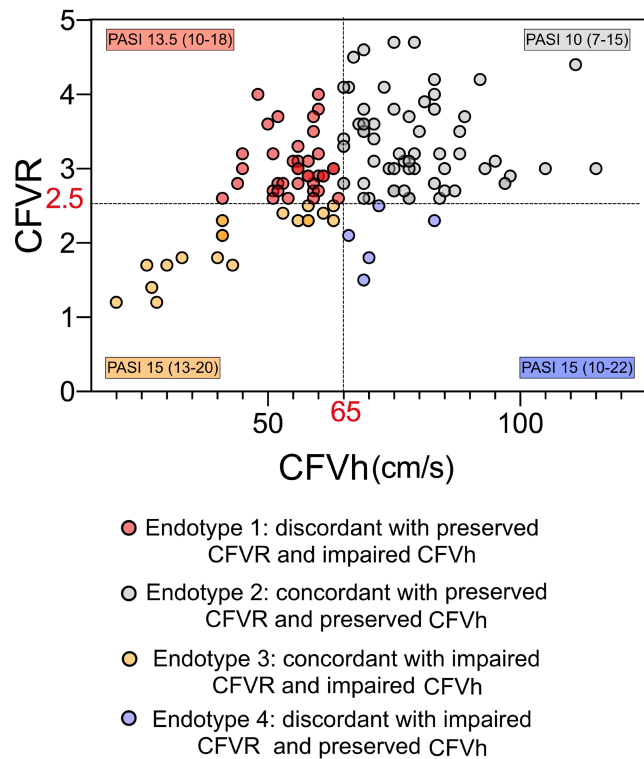 5
PASI 13.5 (10-18)
PASI 10 (7-15)
4
CFVR
3
2.5
2
1
PASI 15 (13-20)
PASI 15 (10-22)
0
50
65
100
CFVh (cm/s)
Endotype 1: discordant with preserved
CFVR and impaired CFVh
Endotype 2: concordant with preserved
CFVR and preserved CFVh
Endotype 3: concordant with impaired
CFVR and impaired CFVh
Endotype 4: discordant with impaired
CFVR and preserved CFVh